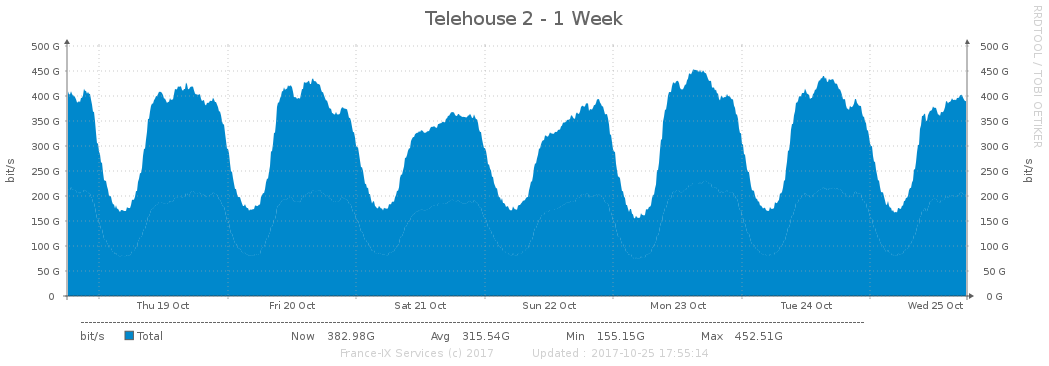 Telehouse 2 - 1 Week
RRDTOOL / TOBI OETIKER
500 G 500 G
450 G 450 G
400 G 400 G
350 G 350 G
300 G 300 G
250 G 250 G
200 G 200 G
150 G 150 G
100 G 100 G
50 G 50 G
0 0 G
bit/s
bit/s
Thu 19 Oct Fri 20 Oct Sat 21 Oct Sun 22 Oct Mon 23 Oct Tue 24 Oct Wed 25 Oct
bit/s Total Now 382.98G Avg 315.54G Min 155.15G Max 452.51G
France-IX Services (c) 2017 Updated : 2017-10-25 17:55:14